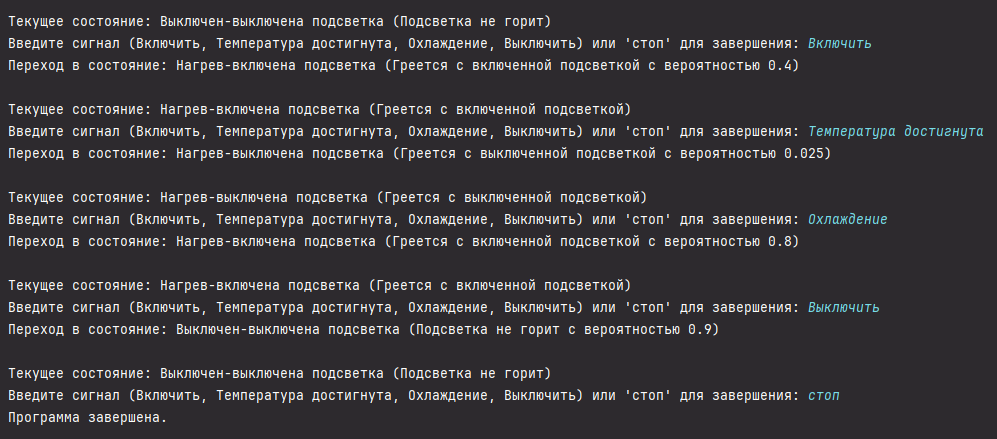 Текущее состояние: Выключен-выключена подсветка (Подсветка не горит)
Введите сигнал (Включить, Температура достигнута, Охлаждение, Выключить) или 'стоп' для завершения: Включить
Переход в состояние: Нагрев-включена подсветка (Греется с включенной подсветкой с вероятностью 0.4)
Текущее состояние: Нагрев-включена подсветка (Греется с включенной подсветкой)
Введите сигнал (Включить, Температура достигнута, Охлаждение, Выключить) или 'стоп' для завершения: Температура достигнута
Переход в состояние: Нагрев-выключена подсветка (Греется с выключенной подсветкой с вероятностью 0.025)
Текущее состояние: Нагрев-выключена подсветка (Греется с выключенной подсветкой)
Введите сигнал (Включить, Температура достигнута, Охлаждение, Выключить) или 'стоп' для завершения: Охлаждение
Переход в состояние: Нагрев-включена подсветка (Греется с включенной подсветкой с вероятностью 0.8)
Текущее состояние: Нагрев-включена подсветка (Греется с включенной подсветкой)
Введите сигнал (Включить, Температура достигнута, Охлаждение, Выключить) или 'стоп' для завершения: Выключить
Переход в состояние: Выключен-выключена подсветка (Подсветка не горит с вероятностью 0.9)
Текущее состояние: Выключен-выключена подсветка (Подсветка не горит)
Введите сигнал (Включить, Температура достигнута, Охлаждение, Выключить) или 'стоп' для завершения: стоп
Программа завершена.